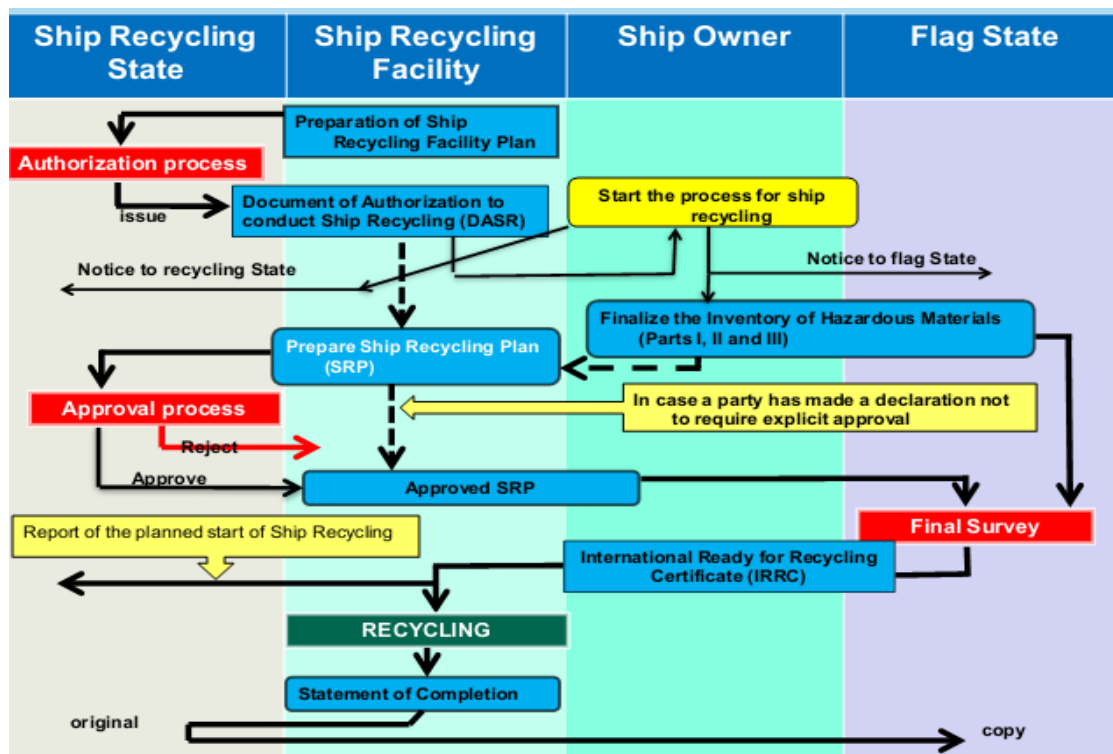 Ship Recycling
State
Ship Recycling
Facility
Ship Owner
Flag State
Preparation of Ship
Recycling Facility Plan
Authorization process
issue
Document of Authorization to
conduct Ship Recycling (DASR)
Start the process for ship
recycling
Notice to recycling State
Notice to flag State
Finalize the Inventory of Hazardous Materials
(Parts I, II and III)
Prepare Ship Recycling Plan
(SRP)
Approval process
In case a party has made a declaration not
to require explicit approval
Reject
Approve
Approved SRP
Report of the planned start of Ship Recycling
Final Survey
International Ready for Recycling
Certificate (IRRC)
RECYCLING
Statement of Completion
original
copy